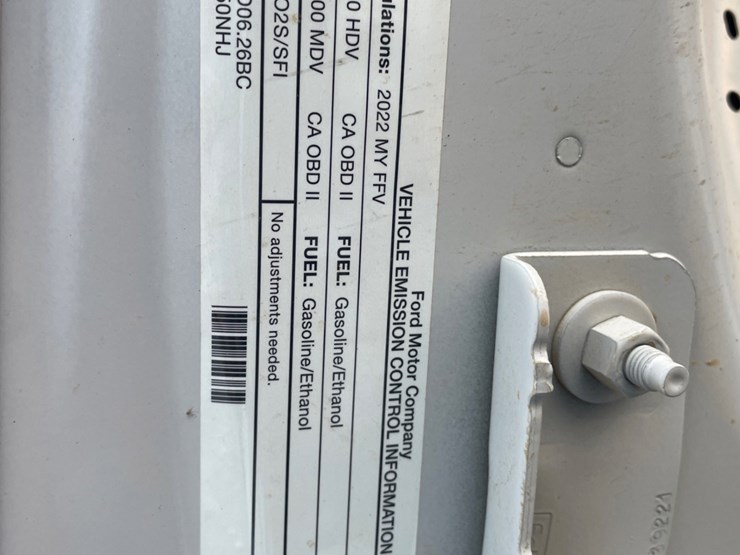 Ford Motor Company
VEHICLE EMISSION CONTROL INFORMATION
lations: 2022 MY FFV
0 HDV CA OBD II FUEL: Gasoline/Ethanol
00 MDV CA OBD II FUEL: Gasoline/Ethanol
O2S/SFI No adjustments needed.
006.26BC
50NHJ